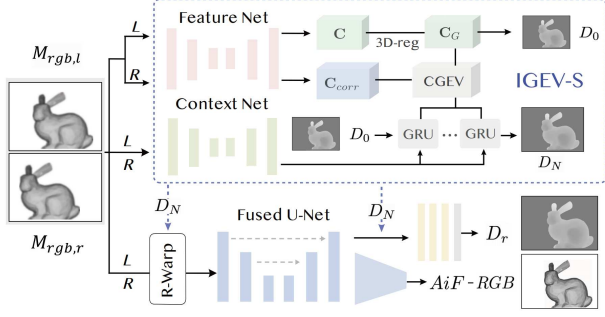 M_{rgb,l}
M_{rgb,r}
L
R
L
R
L
R
Feature Net
Context Net
C
3D-reg
C_G
D_0
C_{corr}
CGEV
IGEV-S
D_0
GRU
...
GRU
D_N
D_N
D_N
R-Warp
Fused U-Net
D_r
AiF-RGB